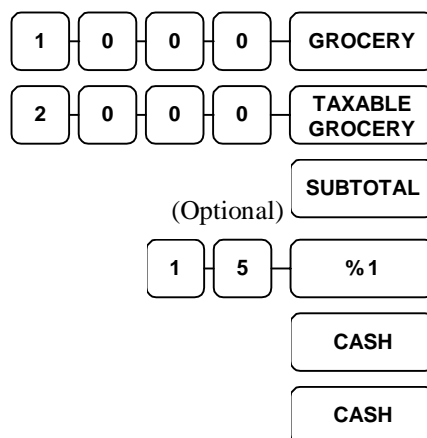 1 0 0 0 GROCERY
2 0 0 0 TAXABLE GROCERY
SUBTOTAL
(Optional)
1 5 %1
CASH
CASH